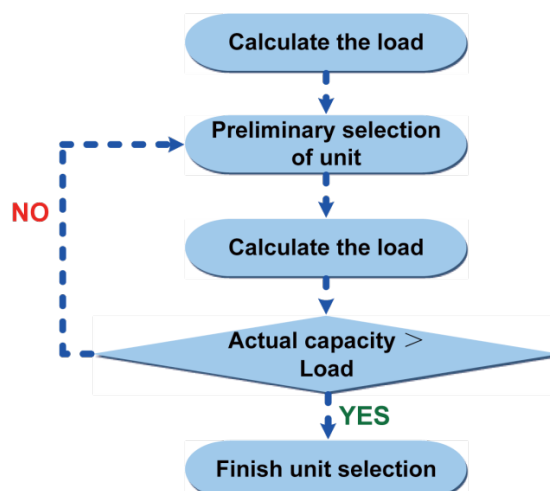 Calculate the load
Preliminary selection
of unit
NO
Calculate the load
Actual capacity >
Load
YES
Finish unit selection